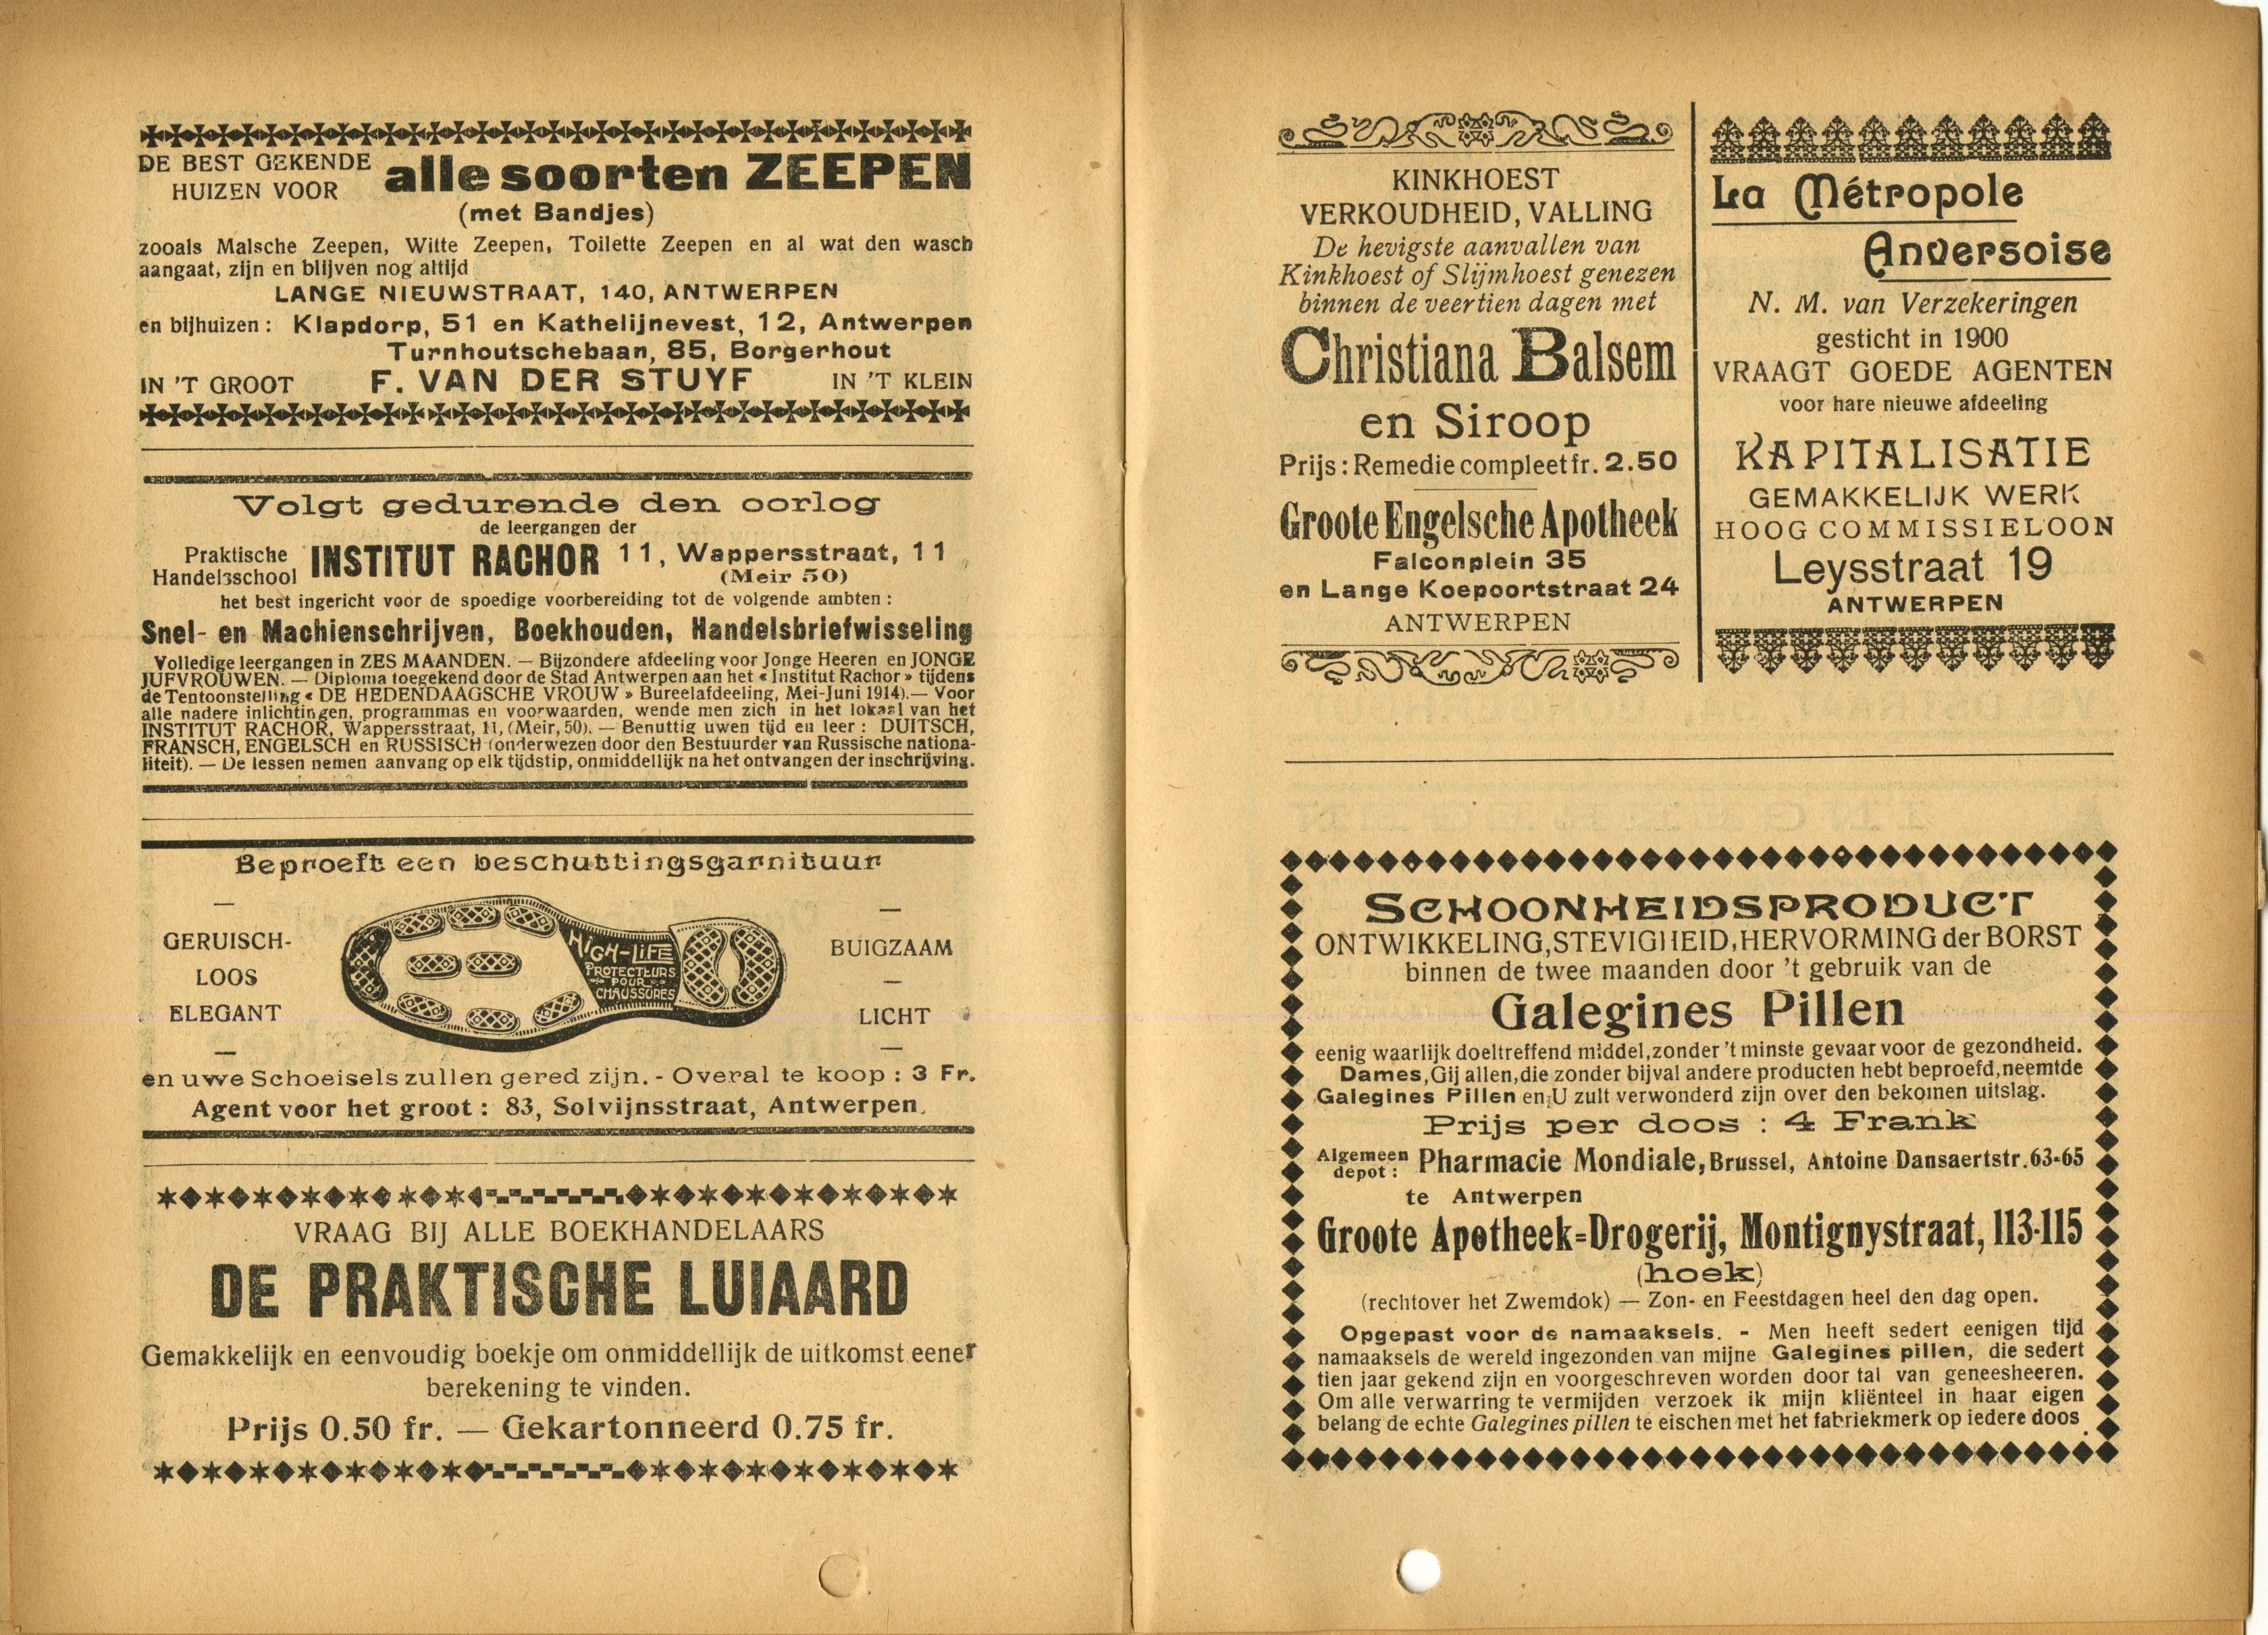 DE BEST GEKENDE
HUIZEN VOOR
alle soorten ZEEPEN
(met Bandjes)
zooals Malsche Zeepen, Witte Zeepen, Toilette Zeepen en al wat den wasch
aangaat, zijn en blijven nog altijd
LANGE NIEUWSTRAAT, 140, ANTWERPEN
en bijhuizen : Klapdorp, 51 en Kathelijnevest, 12, Antwerpen
Turnhoutschebaan, 85, Borgerhout
IN 'T GROOT F. VAN DER STUYF IN 'T KLEIN
Volgt gedurende den oorlog
de leergangen der
Praktische
Handelsschool
INSTITUT RACHOR 11, Wappersstraat, 11
(Meir 50)
het best ingericht voor de spoedige voorbereiding tot de volgende ambten :
Snel- en Machienschrijven, Boekhouden, Handelsbriefwisseling
Volledige leergangen in ZES MAANDEN. — Bijzondere afdeeling voor Jonge Heeren en JONGE
JUFVROUWEN. — Diploma toegekend door de Stad Antwerpen aan het « Institut Rachor » tijdens
de Tentoonstelling « DE HEDENDAAGSCHE VROUW » Bureelafdeeling, Mei-Juni 1914).— Voor
alle nadere inlichtingen, programmas en voorwaarden, wende men zich in het lokaal van het
INSTITUT RACHOR, Wappersstraat, 11, (Meir, 50). — Benuttig uwen tijd en leer : DUITSCH,
FRANSCH, ENGELSCH en RUSSISCH (onderwezen door den Bestuurder van Russische nationa-
liteit). — De lessen nemen aanvang op elk tijdstip, onmiddellijk na het ontvangen der inschrijving.
Beproeft een beschuttingsgarnituur
GERUISCH-
LOOS
ELEGANT
HIGH-LIFE
PROTECTEURS
POUR
CHAUSSURES
BUIGZAAM
LICHT
en uwe Schoeisels zullen gered zijn. - Overal te koop : 3 Fr.
Agent voor het groot : 83, Solvijnsstraat, Antwerpen.
VRAAG BIJ ALLE BOEKHANDELAARS
DE PRAKTISCHE LUIAARD
Gemakkelijk en eenvoudig boekje om onmiddellijk de uitkomst eener
berekening te vinden.
Prijs 0.50 fr. — Gekartonneerd 0.75 fr.
KINKHOEST
VERKOUDHEID, VALLING
De hevigste aanvallen van
Kinkhoest of Slijmhoest genezen
binnen de veertien dagen met
Christiana Balsem
en Siroop
Prijs : Remedie compleet fr. 2.50
Groote Engelsche Apotheek
Falconplein 35
en Lange Koepoortstraat 24
ANTWERPEN
La Métropole
Anversoise
N. M. van Verzekeringen
gesticht in 1900
VRAAGT GOEDE AGENTEN
voor hare nieuwe afdeeling
KAPITALISATIE
GEMAKKELIJK WERK
HOOG COMMISSIELOON
Leysstraat 19
ANTWERPEN
SCHOONHEIDSPRODUCT
ONTWIKKELING, STEVIGHEID, HERVORMING der BORST
binnen de twee maanden door 't gebruik van de
Galegines Pillen
eenig waarlijk doeltreffend middel, zonder 't minste gevaar voor de gezondheid.
Dames, Gij allen, die zonder bijval andere producten hebt beproefd, neemt de
Galegines Pillen en U zult verwonderd zijn over den bekomen uitslag.
Prijs per doos : 4 Frank
Algemeen
depot :
Pharmacie Mondiale, Brussel, Antoine Dansaertstr. 63-65
te Antwerpen
Groote Apotheek=Drogerij, Montignystraat, 113-115
(hoek)
(rechtover het Zwemdok) — Zon- en Feestdagen heel den dag open.
Opgepast voor de namaaksels. - Men heeft sedert eenigen tijd
namaaksels de wereld ingezonden van mijne Galegines pillen, die sedert
tien jaar gekend zijn en voorgeschreven worden door tal van geneesheeren.
Om alle verwarring te vermijden verzoek ik mijn kliënteel in haar eigen
belang de echte Galegines pillen te eischen met het fabriekmerk op iedere doos.